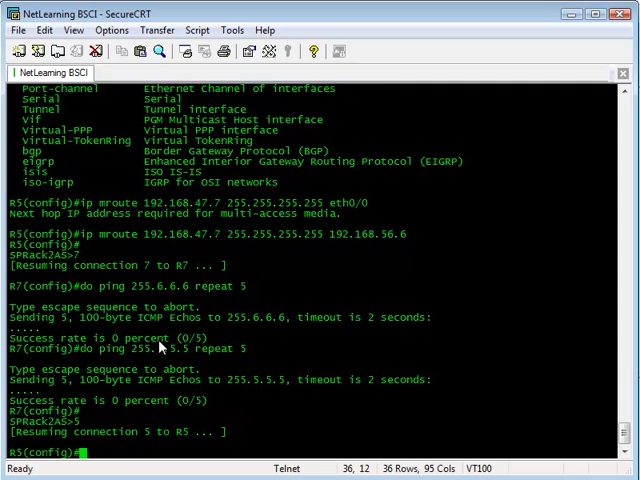 NetLearning BSCI - SecureCRT
File Edit View Options Transfer Script Tools Help
NetLearning BSCI
Port-channel Ethernet Channel of interfaces
Serial Serial
Tunnel Tunnel interface
Vif PGM Multicast Host interface
Virtual-PPP Virtual PPP interface
Virtual-TokenRing Virtual TokenRing
bgp Border Gateway Protocol (BGP)
eigrp Enhanced Interior Gateway Routing Protocol (EIGRP)
isis ISO IS-IS
iso-igrp IGRP for OSI networks
R5(config)#ip mroute 192.168.47.7 255.255.255.255 eth0/0
Next hop IP address required for multi-access media.
R5(config)#ip mroute 192.168.47.7 255.255.255.255 192.168.56.6
R5(config)#
SPRack2AS>7
[Resuming connection 7 to R7 ... ]
R7(config)#do ping 255.6.6.6 repeat 5
Type escape sequence to abort.
Sending 5, 100-byte ICMP Echos to 255.6.6.6, timeout is 2 seconds:
.....
Success rate is 0 percent (0/5)
R7(config)#do ping 255. .5.5 repeat 5
Type escape sequence to abort.
Sending 5, 100-byte ICMP Echos to 255.5.5.5, timeout is 2 seconds:
.....
Success rate is 0 percent (0/5)
R7(config)#
SPRack2AS>5
[Resuming connection 5 to R5 ... ]
R5(config)#
Ready Telnet 36, 12 36 Rows, 95 Cols VT100